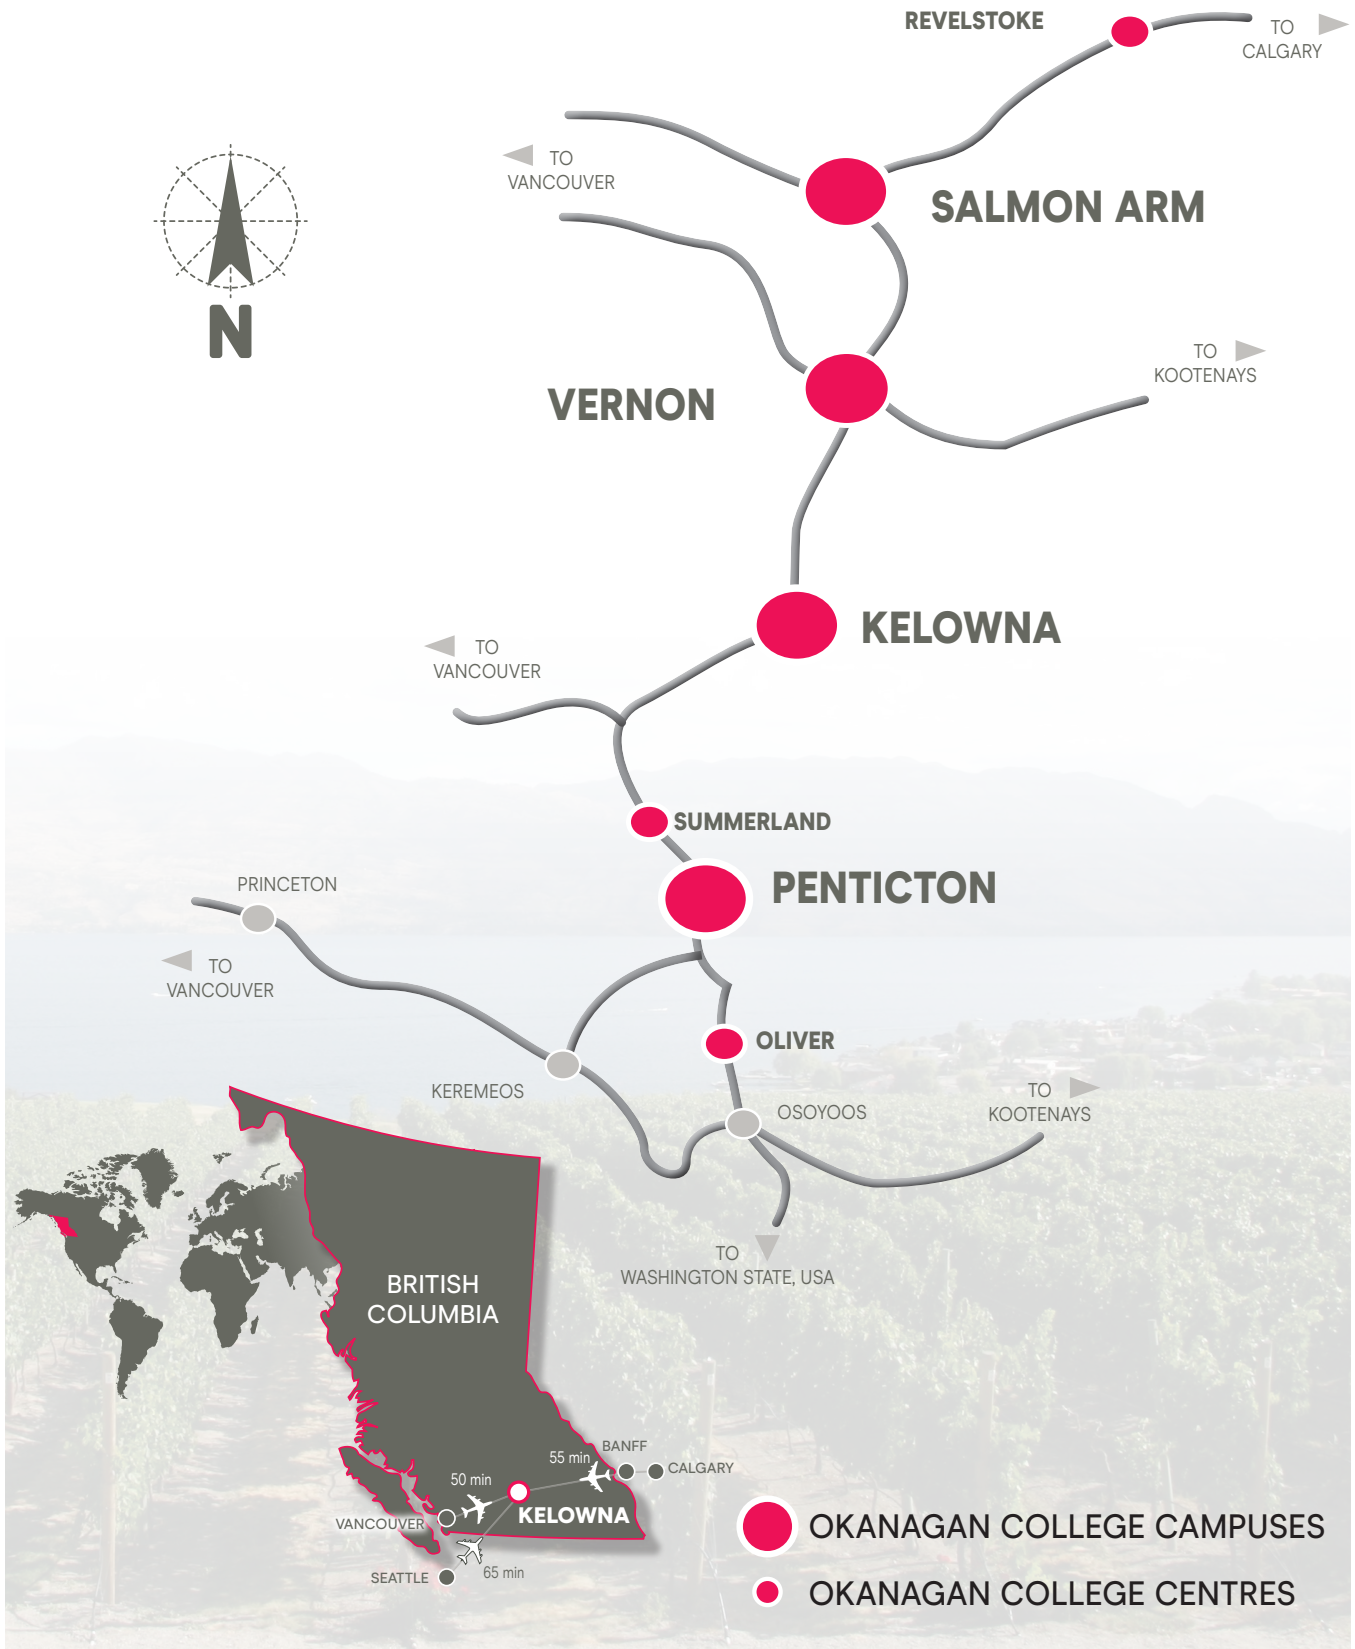 REVELSTOKE
TO
CALGARY
TO
VANCOUVER
SALMON ARM
N
TO
KOOTENAYS
VERNON
KELOWNA
TO
VANCOUVER
SUMMERLAND
PRINCETON
PENTICTON
TO
VANCOUVER
OLIVER
KEREMEOS
TO
KOOTENAYS
OSOYOOS
TO
WASHINGTON STATE, USA
BRITISH
COLUMBIA
BANFF
55 min
CALGARY
50 min
KELOWNA
VANCOUVER
65 min
SEATTLE
OKANAGAN COLLEGE CAMPUSES
OKANAGAN COLLEGE CENTRES